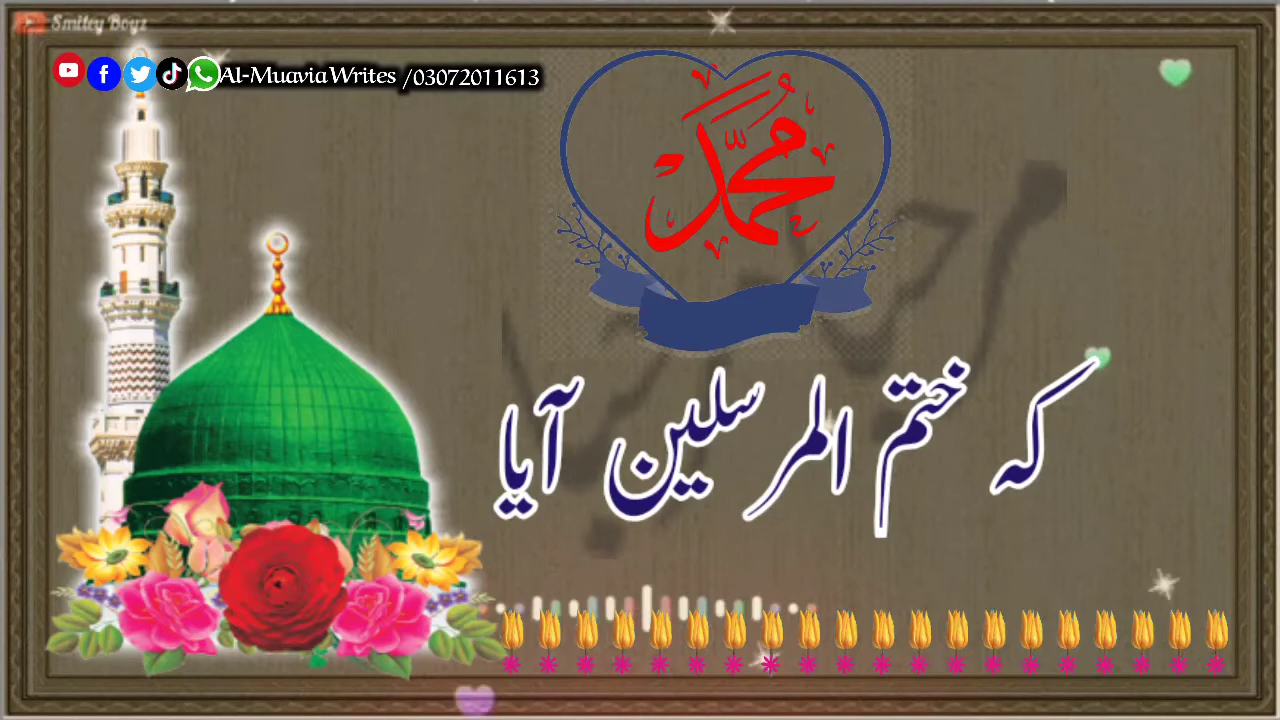 Smiley Boyz
Al-MuaviaWrites /03072011613
محمد
کہ ختم المرسلین آیا